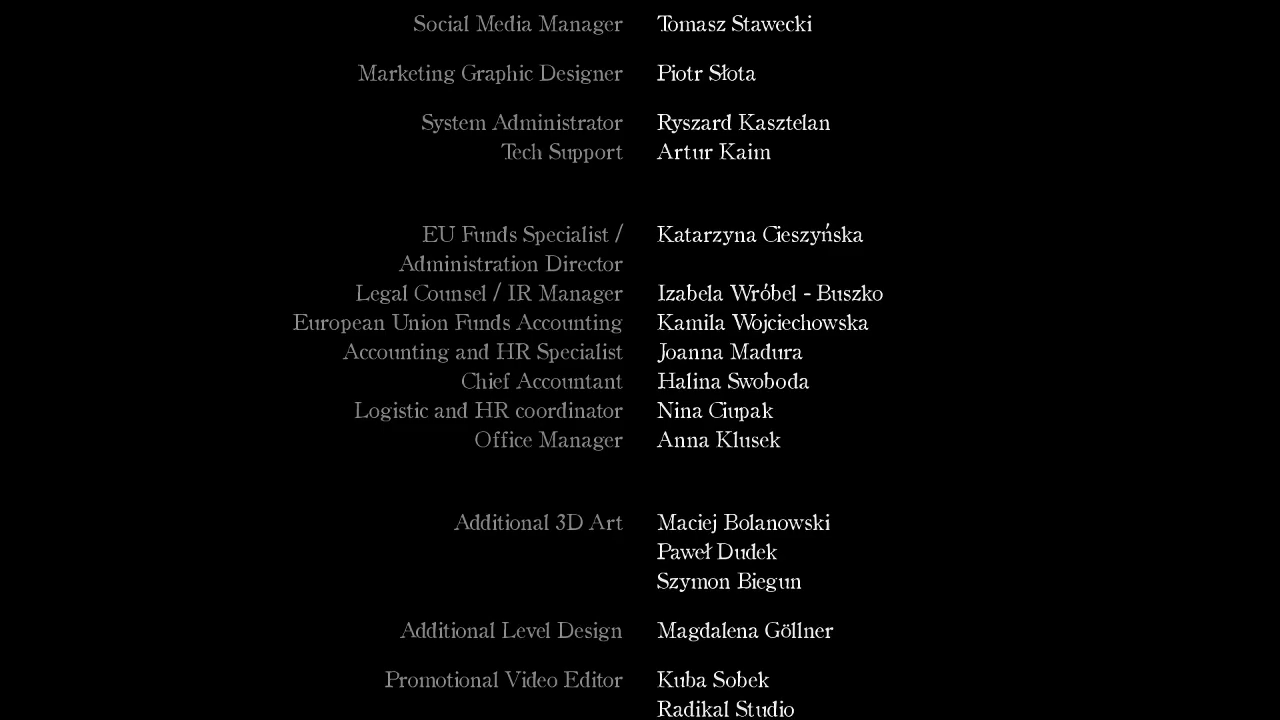 Social Media Manager Tomasz Stawecki
Marketing Graphic Designer Piotr Słota
System Administrator Ryszard Kasztelan
Tech Support Artur Kaim
EU Funds Specialist / Katarzyna Cieszyńska
Administration Director
Legal Counsel / IR Manager Izabela Wróbel - Buszko
European Union Funds Accounting Kamila Wojciechowska
Accounting and HR Specialist Joanna Madura
Chief Accountant Halina Swoboda
Logistic and HR coordinator Nina Ciupak
Office Manager Anna Klusek
Additional 3D Art Maciej Bolanowski
Paweł Dudek
Szymon Biegun
Additional Level Design Magdalena Göllner
Promotional Video Editor Kuba Sobek
Radikal Studio